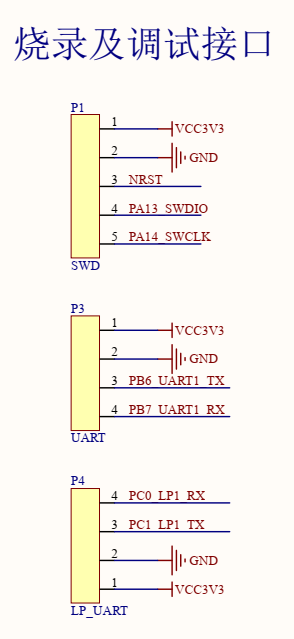 烧录及调试接口
P1
1 VCC3V3
2 GND
3 NRST
4 PA13_SWDIO
5 PA14_SWCLK
SWD
P3
1 VCC3V3
2 GND
3 PB6_UART1_TX
4 PB7_UART1_RX
UART
P4
4 PC0_LP1_RX
3 PC1_LP1_TX
2 GND
1 VCC3V3
LP_UART